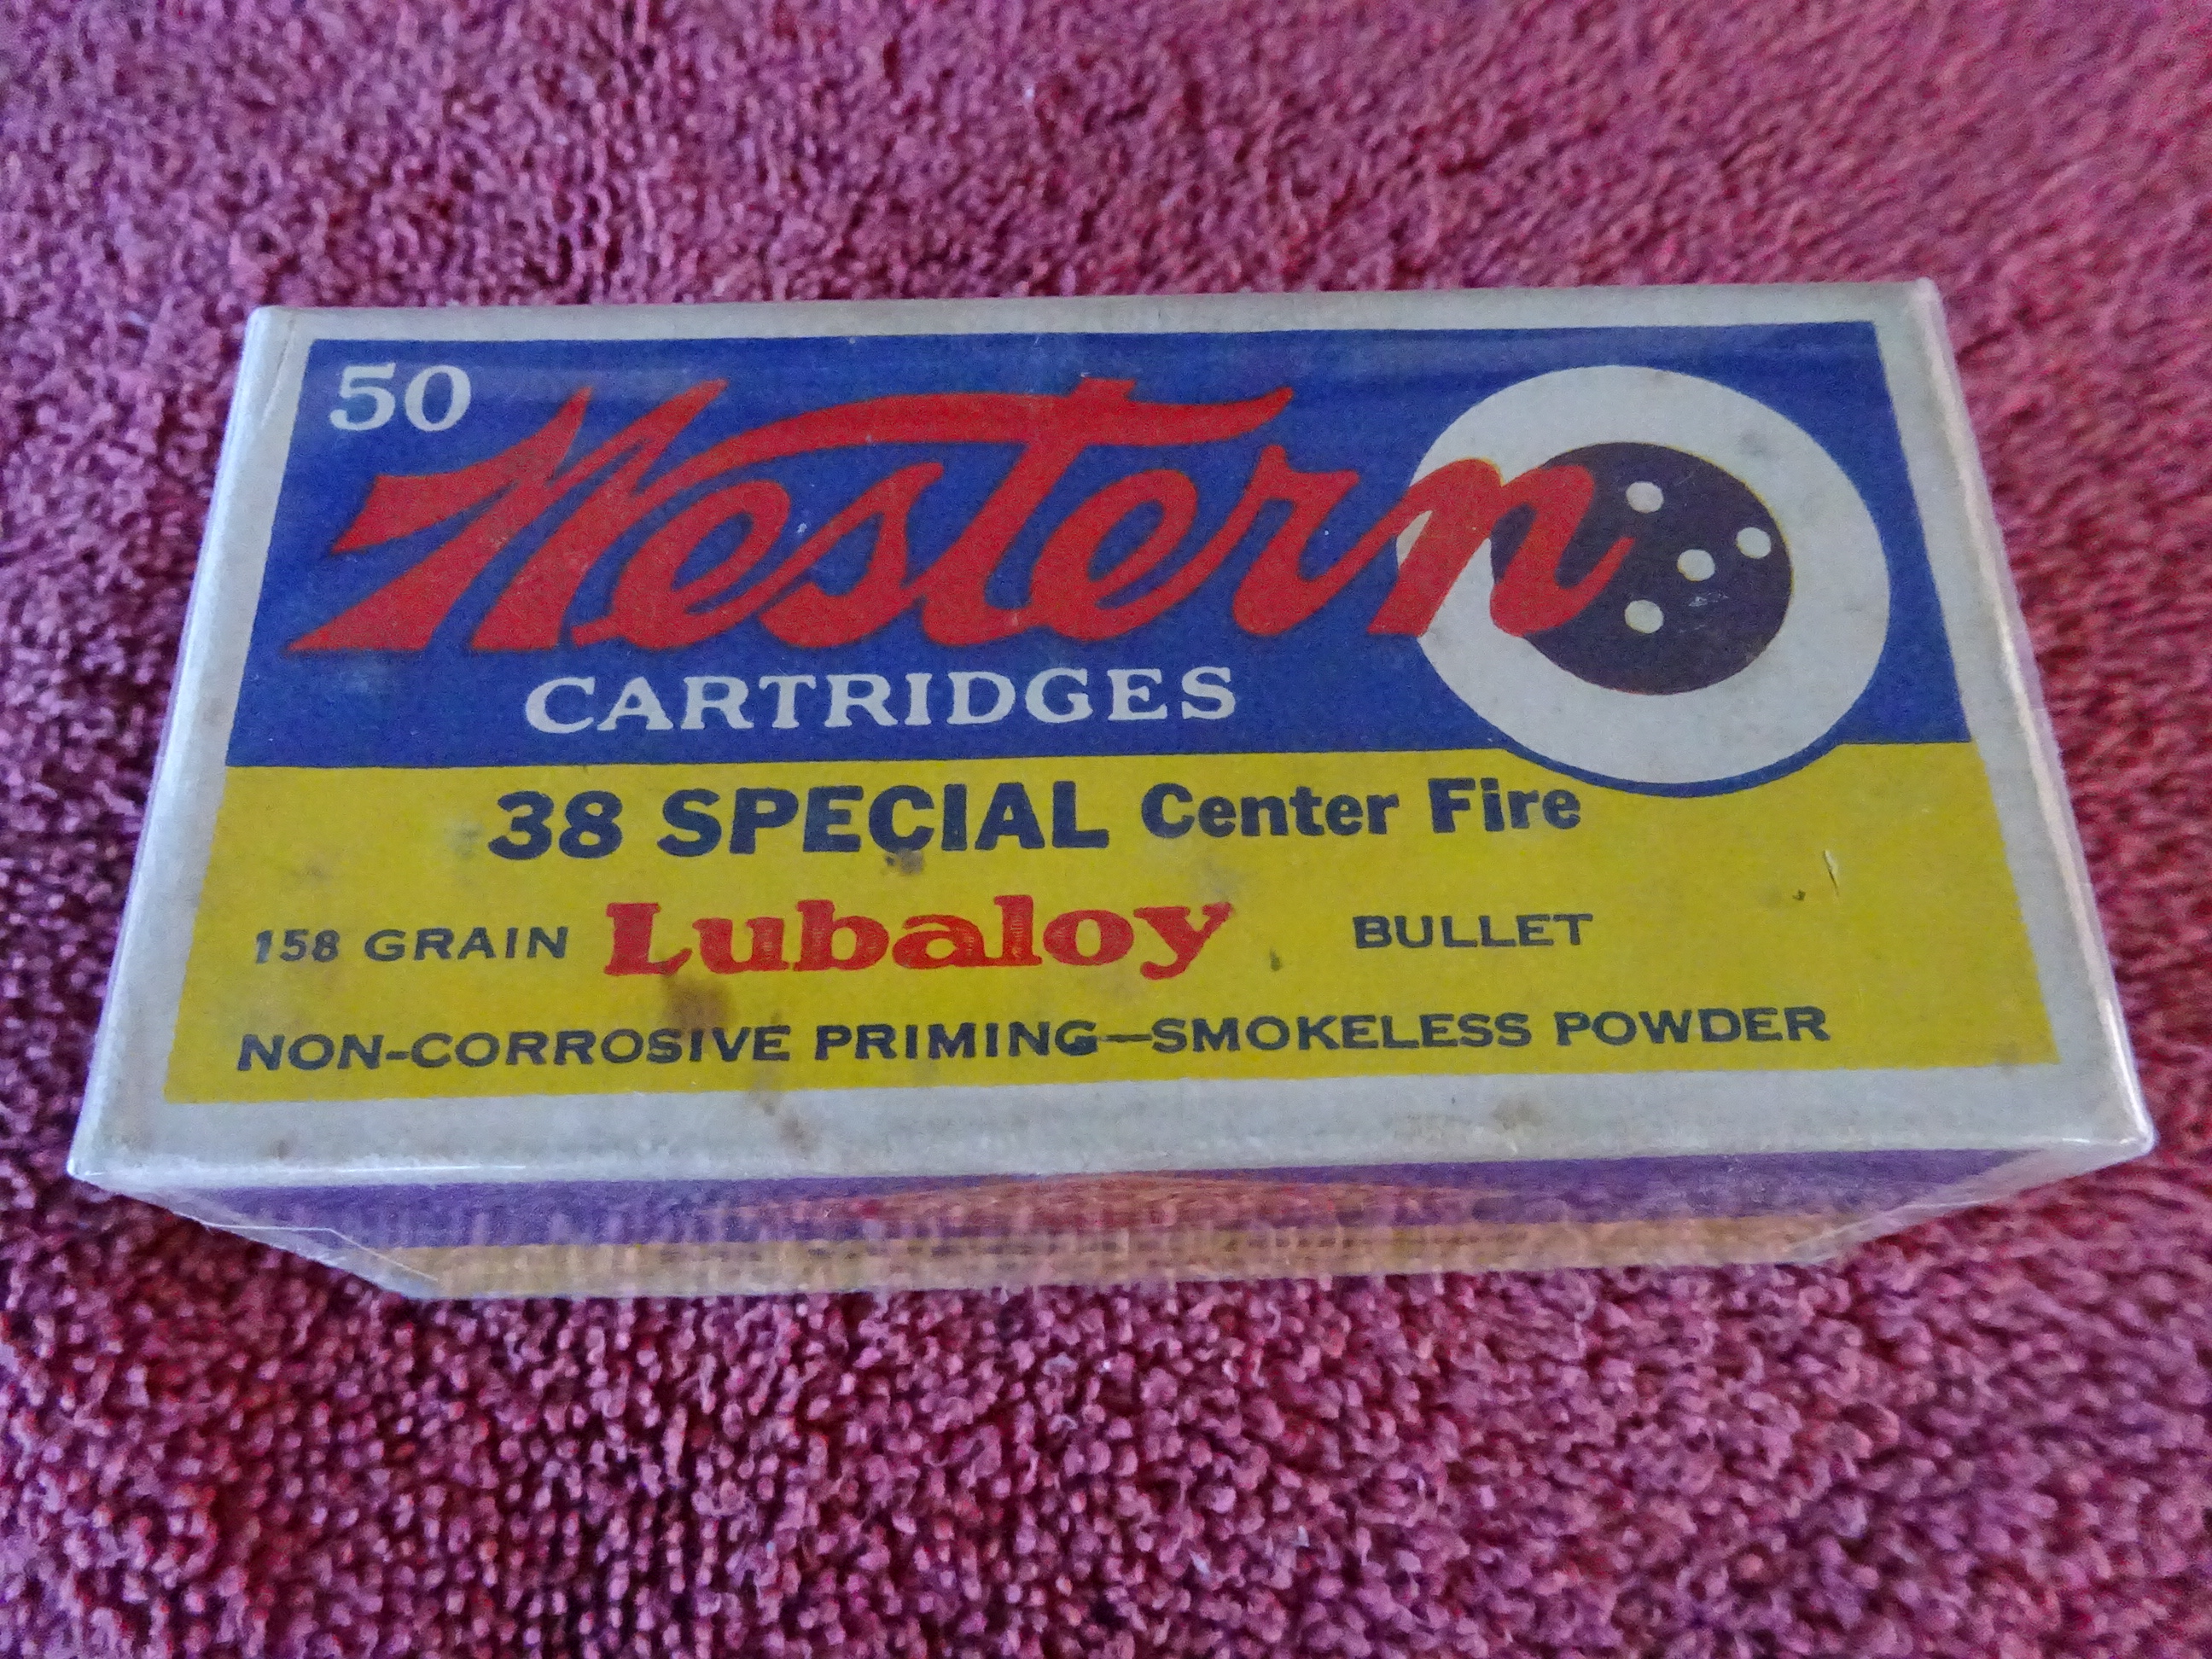 50
Western
CARTRIDGES
38 SPECIAL Center Fire
158 GRAIN Lubaloy BULLET
NON-CORROSIVE PRIMING—SMOKELESS POWDER